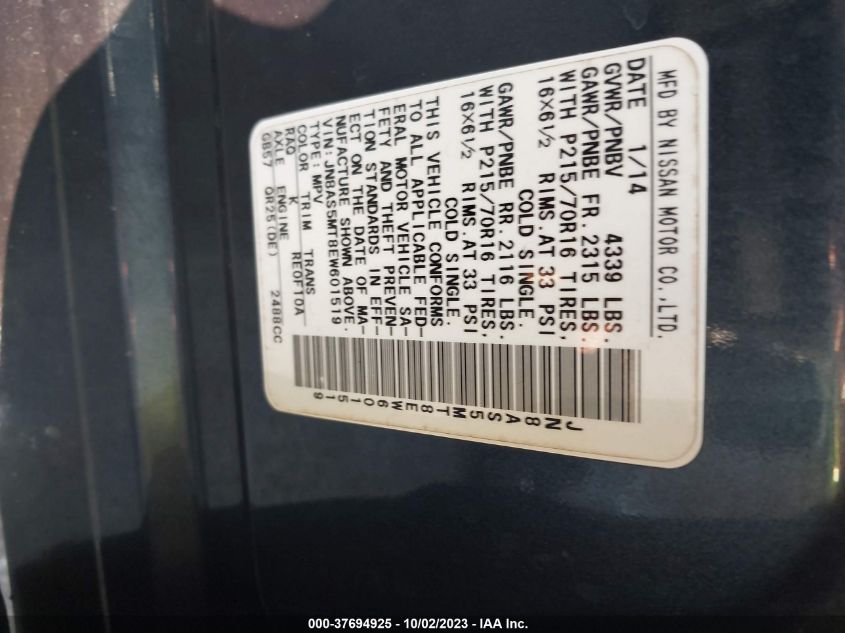 MFD BY NISSAN MOTOR CO.,LTD.
DATE 1/14
GVWR/PNBV 4339 LBS.
GAWR/PNBE FR.2315 LBS.
WITH P215/70R16 TIRES,
16X6½ RIMS.AT 33 PSI
COLD SINGLE.
GAWR/PNBE RR.2116 LBS.
WITH P215/70R16 TIRES,
16X6½ RIMS.AT 33 PSI
COLD SINGLE.
THIS VEHICLE CONFORMS
TO ALL APPLICABLE FED-
ERAL MOTOR VEHICLE SA-
FETY AND THEFT PREVEN-
TION STANDARDS IN EFF-
ECT ON THE DATE OF MA-
NUFACTURE SHOWN ABOVE.
VIN:JN8AS5MT8EW601519
TYPE:MPV
COLOR TRIM TRANS
RAQ K RE0F10A
AXLE ENGINE
GB57 QR25(DE) 2488CC
JN8AS5MT8EW601519
000-37694925 - 10/02/2023 - IAA Inc.